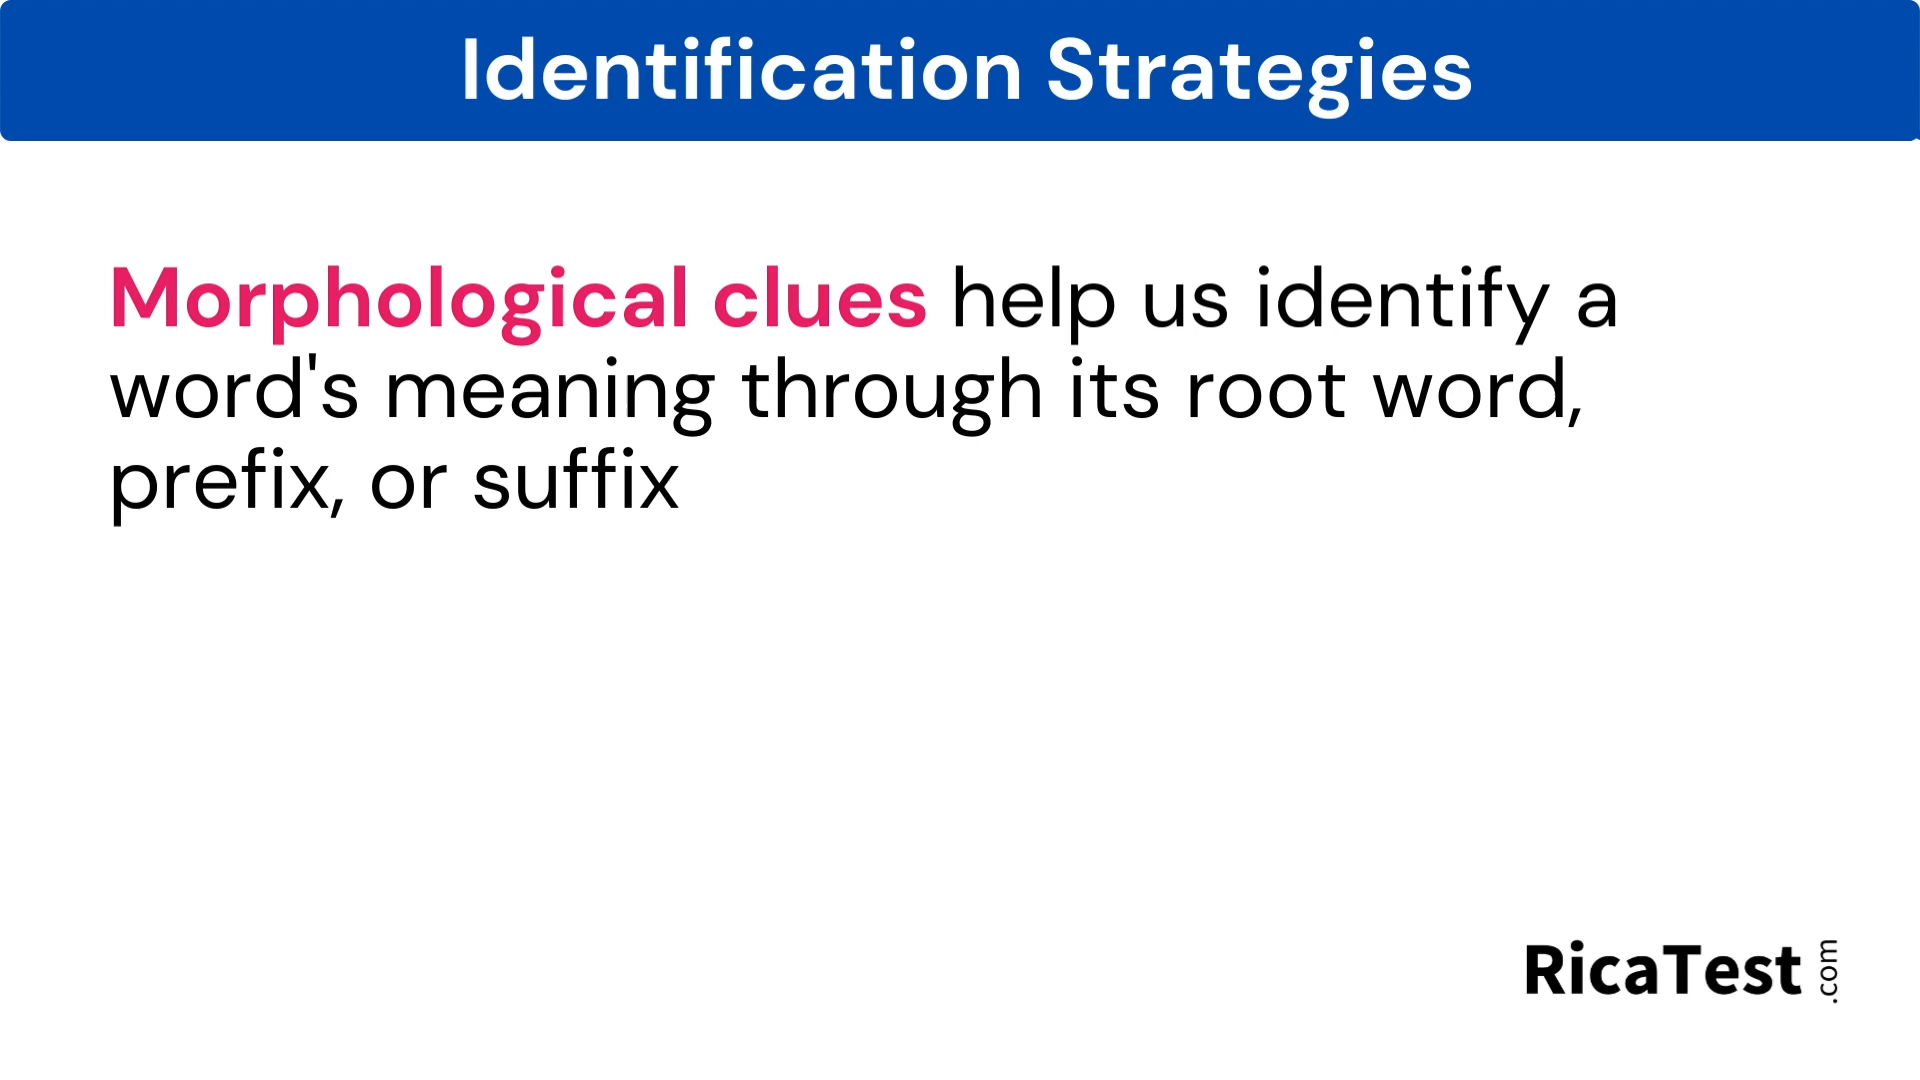 Identification Strategies
Morphological clues help us identify a
word's meaning through its root word,
prefix, or suffix
RicaTest .com